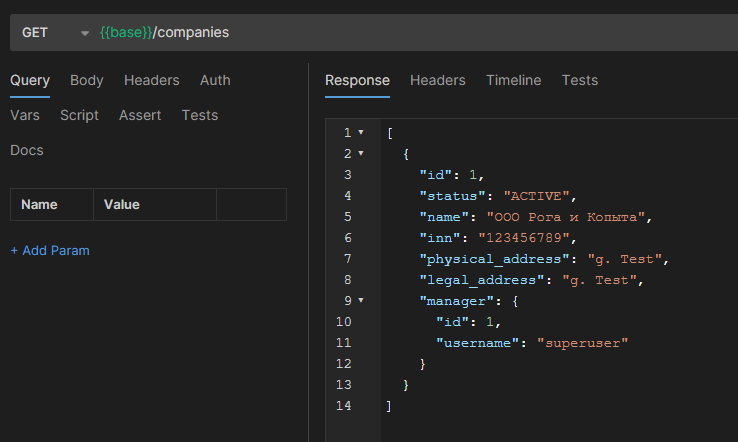 GET {{base}}/companies
Query Body Headers Auth
Vars Script Assert Tests
Docs
Name Value
+ Add Param
Response Headers Timeline Tests
1 [
2 {
3 "id": 1,
4 "status": "ACTIVE",
5 "name": "ООО Рога и Копыта",
6 "inn": "123456789",
7 "physical_address": "g. Test",
8 "legal_address": "g. Test",
9 "manager": {
10 "id": 1,
11 "username": "superuser"
12 }
13 }
14 ]